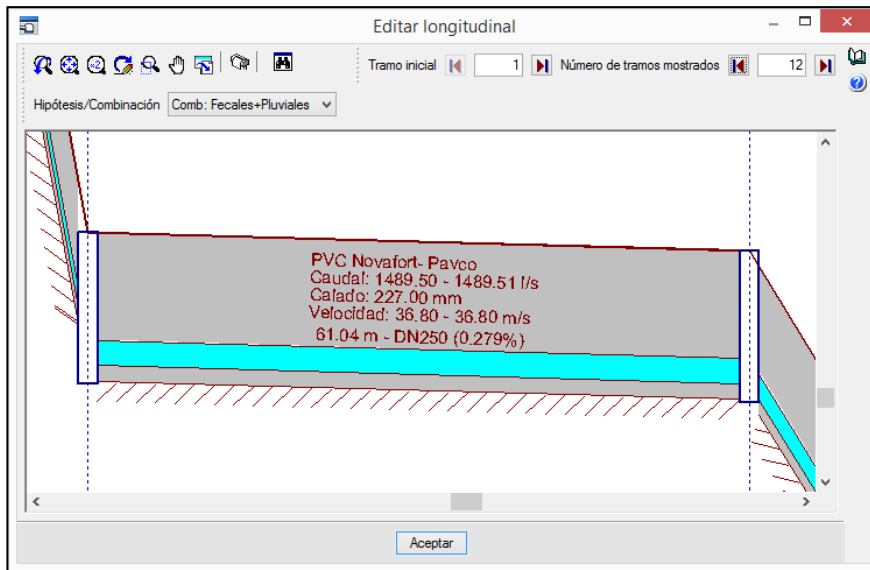 Editar longitudinal
Tramo inicial 1 Número de tramos mostrados 12
Hipótesis/Combinación Comb: Fecales+Pluviales
PVC Novafort- Pavco
Caudal: 1489.50 - 1489.51 l/s
Calado: 227.00 mm
Velocidad: 36.80 - 36.80 m/s
61.04 m - DN250 (0.279%)
Aceptar